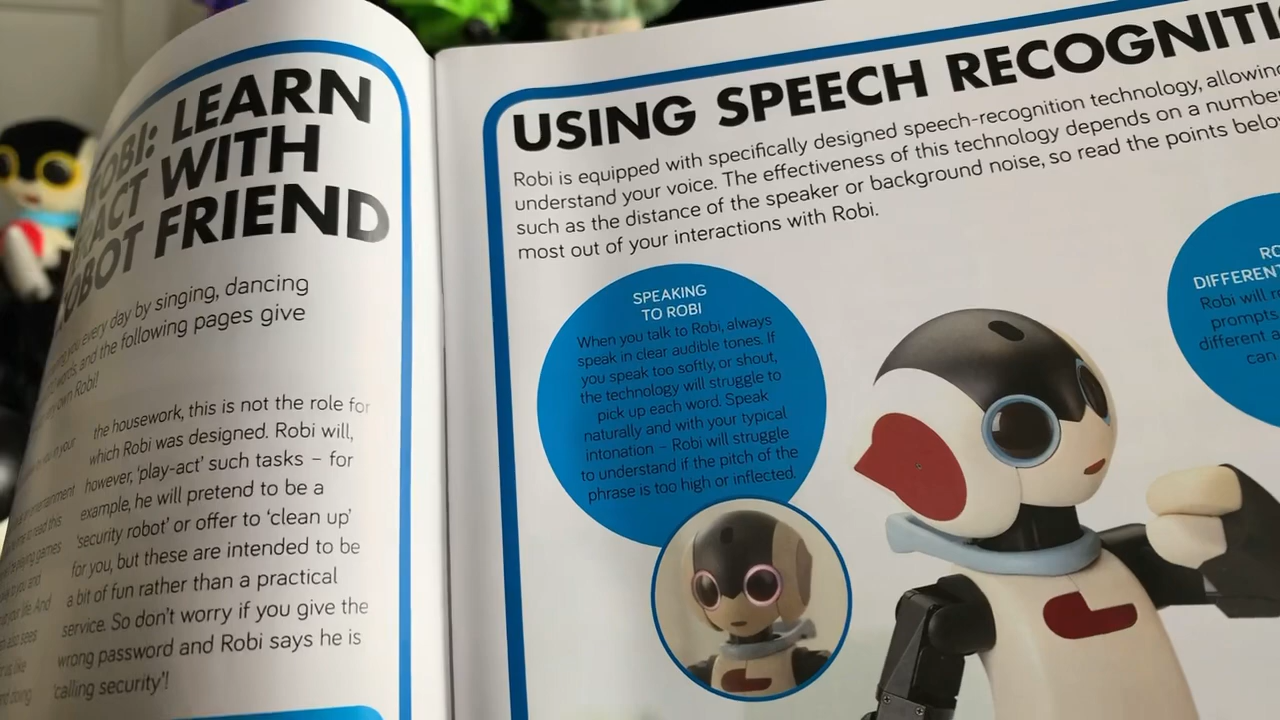 LEARN
ACT WITH
ROBOT FRIEND
every day by singing, dancing
words, and the following pages give
own Robi!
the housework, this is not the role for
which Robi was designed. Robi will,
however, 'play-act' such tasks – for
example, he will pretend to be a
'security robot' or offer to 'clean up'
for you, but these are intended to be
a bit of fun rather than a practical
service. So don't worry if you give the
wrong password and Robi says he is
'calling security'!
USING SPEECH RECOGNITI
Robi is equipped with specifically designed speech-recognition technology, allowing
understand your voice. The effectiveness of this technology depends on a number
such as the distance of the speaker or background noise, so read the points below
most out of your interactions with Robi.
SPEAKING
TO ROBI
When you talk to Robi, always
speak in clear audible tones. If
you speak too softly, or shout,
the technology will struggle to
pick up each word. Speak
naturally and with your typical
intonation – Robi will struggle
to understand if the pitch of the
phrase is too high or inflected.
RO
DIFFERENT
Robi will re
prompts
different a
can